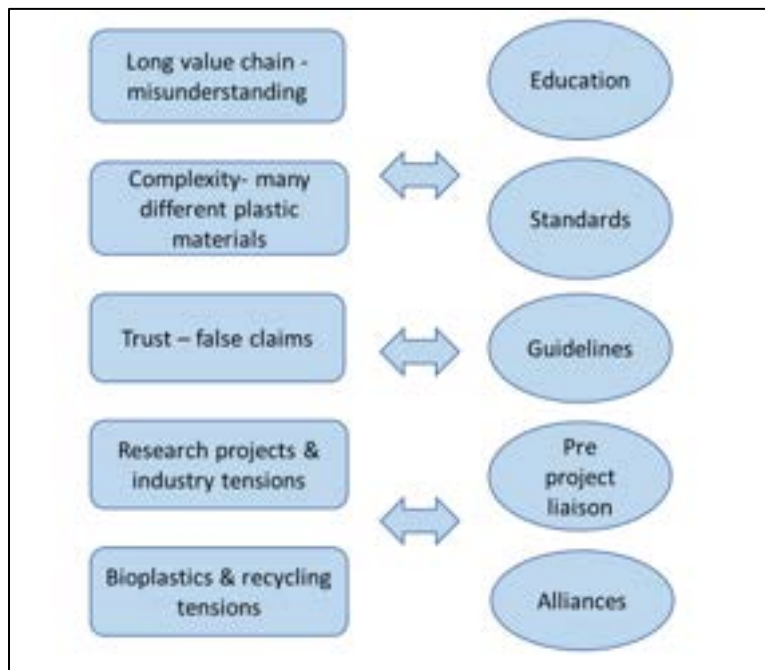 Long value chain -
misunderstanding
Education
Complexity- many
different plastic
materials
Standards
Trust – false claims
Guidelines
Research projects &
industry tensions
Pre
project
liaison
Bioplastics & recycling
tensions
Alliances